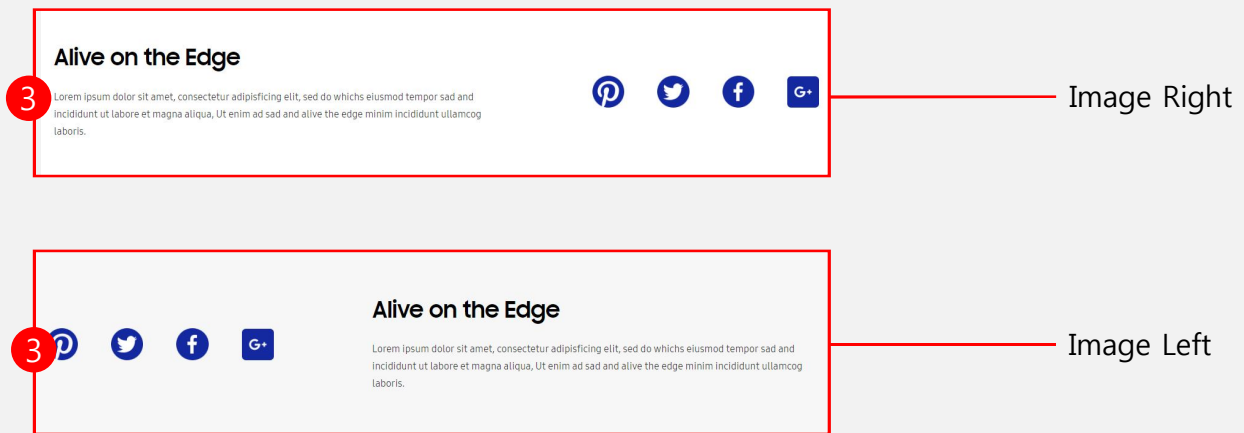 Alive on the Edge
3
Lorem ipsum dolor sit amet, consectetur adipisficing elit, sed do whichs eiusmod tempor sad and
incididunt ut labore et magna aliqua, Ut enim ad sad and alive the edge minim incididunt ullamcog
laboris.
G+
Image Right
Alive on the Edge
3
G+
Lorem ipsum dolor sit amet, consectetur adipisficing elit, sed do whichs eiusmod tempor sad and
incididunt ut labore et magna aliqua, Ut enim ad sad and alive the edge minim incididunt ullamcog
laboris.
Image Left